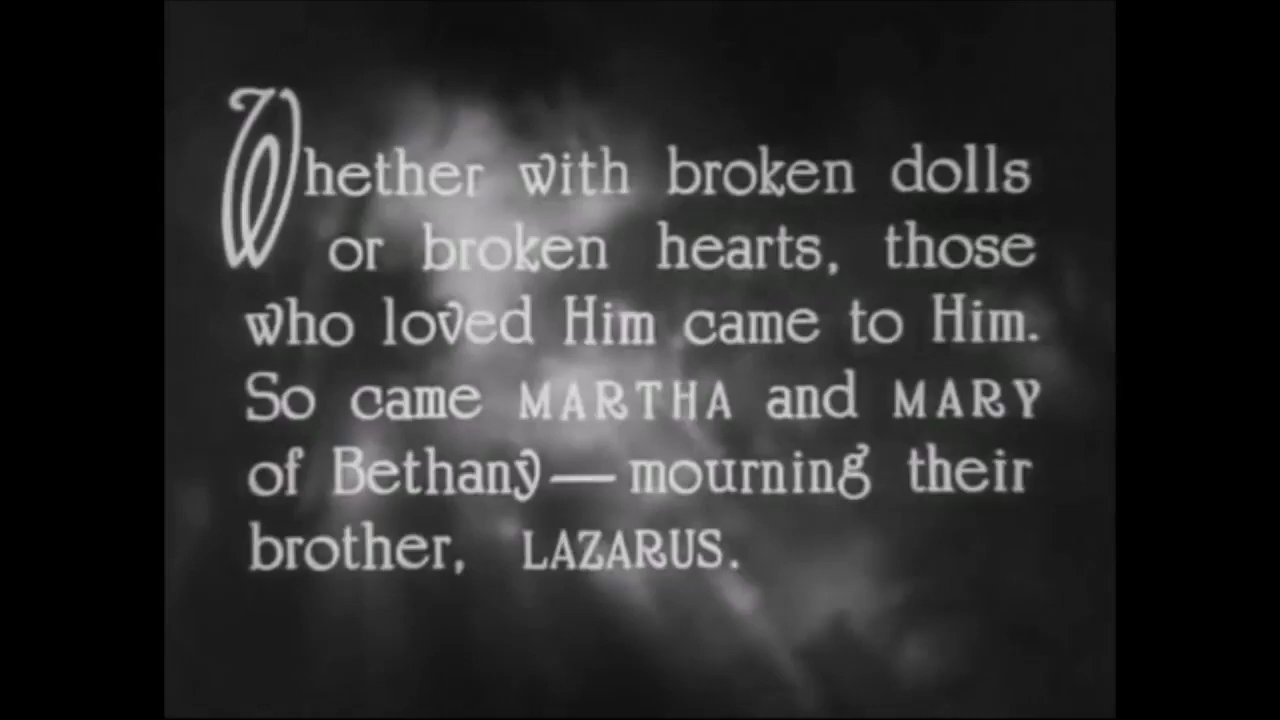 Whether with broken dolls
or broken hearts, those
who loved Him came to Him.
So came MARTHA and MARY
of Bethany — mourning their
brother, LAZARUS.